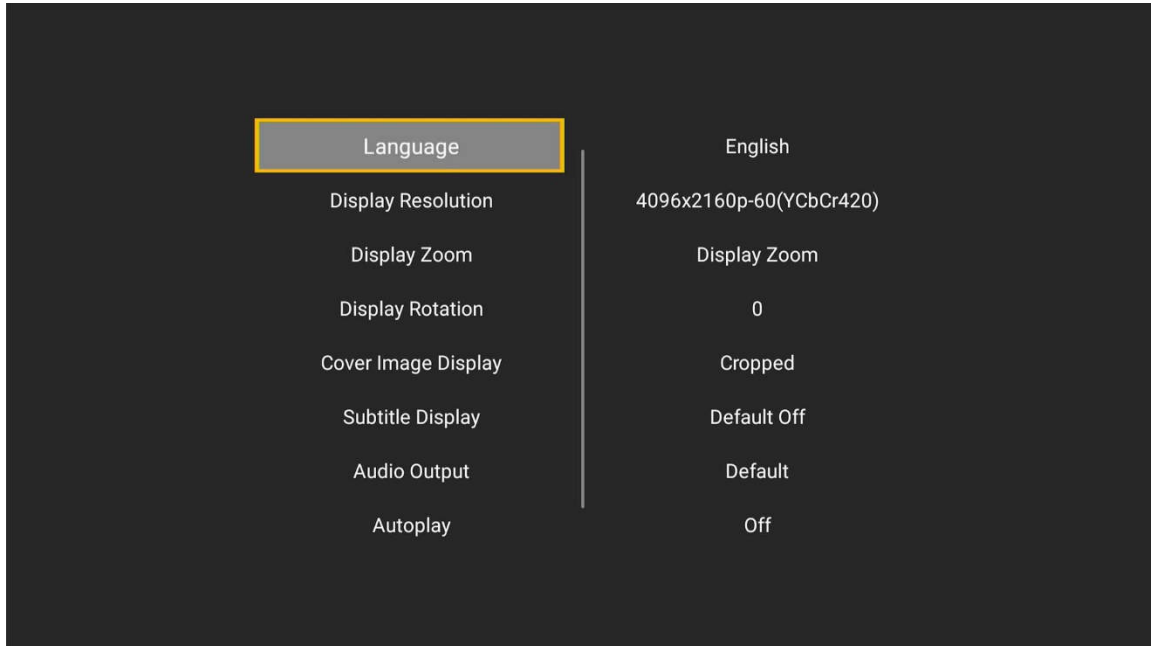 Language English
Display Resolution 4096x2160p-60(YCbCr420)
Display Zoom Display Zoom
Display Rotation 0
Cover Image Display Cropped
Subtitle Display Default Off
Audio Output Default
Autoplay Off